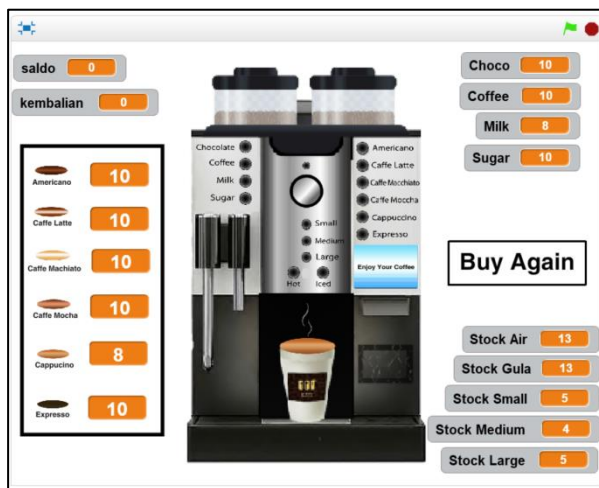 saldo 0
kembalian 0
Choco 10
Coffee 10
Milk 8
Sugar 10
Americano 10
Caffe Latte 10
Caffe Machiato 10
Caffe Mocha 10
Cappucino 8
Expresso 10
Chocolate
Coffee
Milk
Sugar
Americano
Caffe Latte
Caffe Macchiato
Caffe Moccha
Cappuccino
Expresso
Small
Medium
Large
Hot Iced
Enjoy Your Coffee
Buy Again
Stock Air 13
Stock Gula 13
Stock Small 5
Stock Medium 4
Stock Large 5